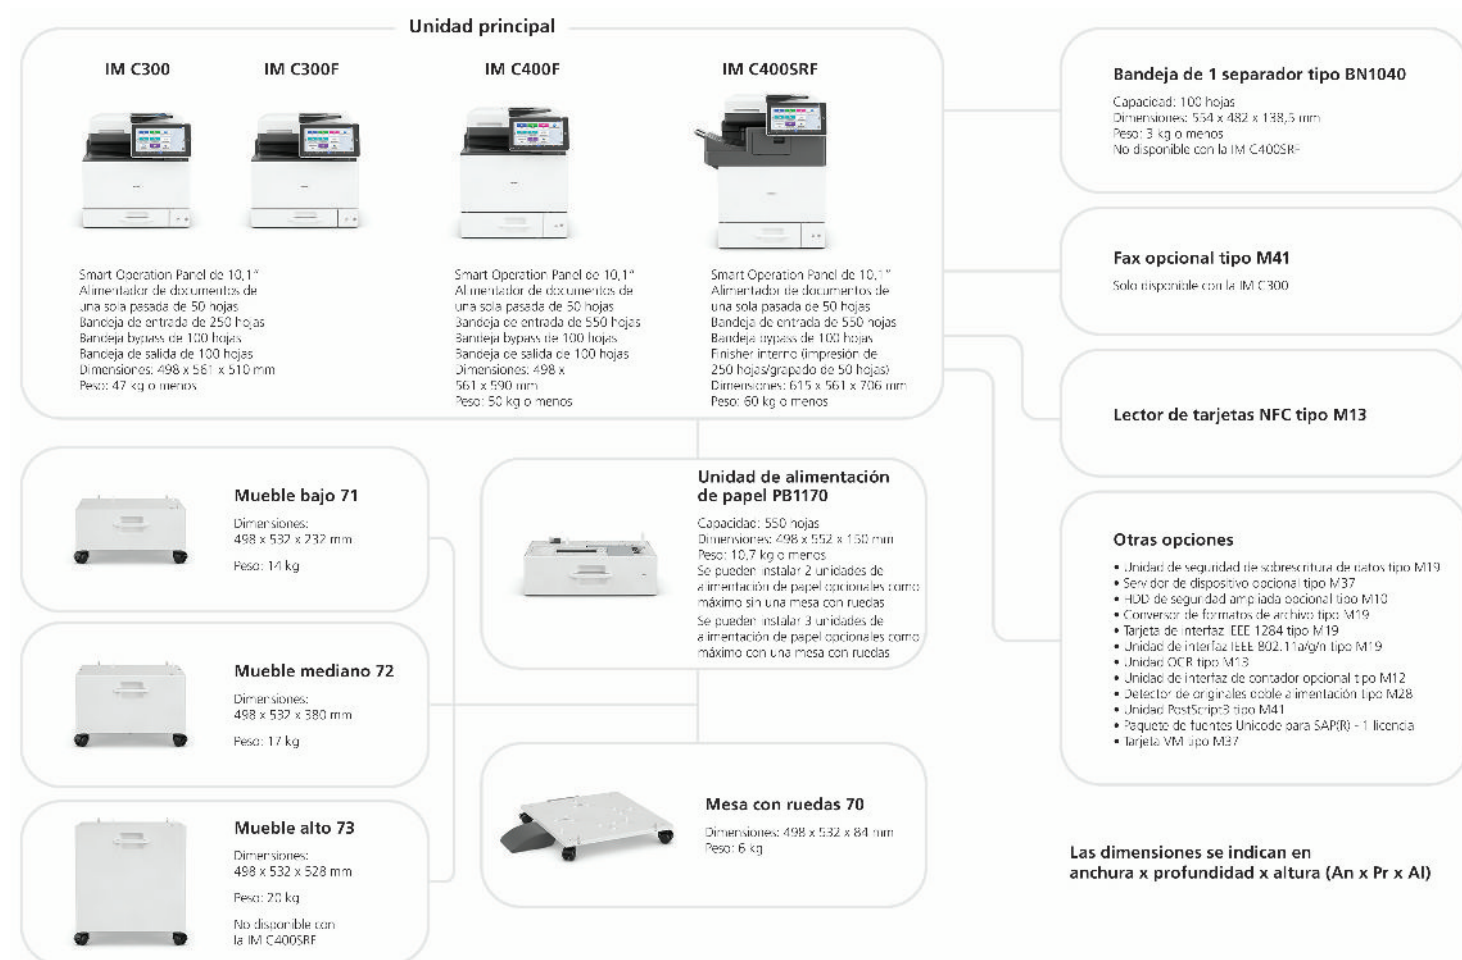 Unidad principal
IM C300
IM C300F
IM C400F
IM C400SRF
Smart Operation Panel de 10,1"
Alimentador de documentos de
una sola pasada de 50 hojas
Bandeja de entrada de 250 hojas
Bandeja bypass de 100 hojas
Bandeja de salida de 100 hojas
Dimensiones: 498 x 561 x 510 mm
Peso: 47 kg o menos
Smart Operation Panel de 10,1"
Alimentador de documentos de
una sola pasada de 50 hojas
Bandeja de entrada de 550 hojas
Bandeja bypass de 100 hojas
Bandeja de salida de 100 hojas
Dimensiones: 498 x
561 x 590 mm
Peso: 50 kg o menos
Smart Operation Panel de 10,1"
Alimentador de documentos de
una sola pasada de 50 hojas
Bandeja de entrada de 550 hojas
Bandeja bypass de 100 hojas
Finisher interno (impresión de
250 hojas/grapado de 50 hojas)
Dimensiones: 615 x 561 x 706 mm
Peso: 60 kg o menos
Bandeja de 1 separador tipo BN1040
Capacidad: 100 hojas
Dimensiones: 554 x 482 x 138,5 mm
Peso: 3 kg o menos
No disponible con la IM C400SRF
Fax opcional tipo M41
Solo disponible con la IM C300
Lector de tarjetas NFC tipo M13
Otras opciones
• Unidad de seguridad de sobrescritura de datos tipo M19
• Servidor de dispositivo opcional tipo M37
• HDD de seguridad ampliada opcional tipo M10
• Conversor de formatos de archivo tipo M19
• Tarjeta de interfaz IEEE 1284 tipo M19
• Unidad de interfaz IEEE 802.11a/g/n tipo M19
• Unidad OCR tipo M13
• Unidad de interfaz de contador opcional tipo M12
• Detector de originales doble alimentación tipo M28
• Unidad PostScript3 tipo M41
• Paquete de fuentes Unicode para SAP(R) - 1 licencia
• Tarjeta VM tipo M37
Mueble bajo 71
Dimensiones:
498 x 532 x 232 mm
Peso: 14 kg
Mueble mediano 72
Dimensiones:
498 x 532 x 380 mm
Peso: 17 kg
Mueble alto 73
Dimensiones:
498 x 532 x 528 mm
Peso: 20 kg
No disponible con
la IM C400SRF
Unidad de alimentación
de papel PB1170
Capacidad: 550 hojas
Dimensiones: 498 x 552 x 150 mm
Peso: 10,7 kg o menos
Se pueden instalar 2 unidades de
alimentación de papel opcionales como
máximo sin una mesa con ruedas
Se pueden instalar 3 unidades de
alimentación de papel opcionales como
máximo con una mesa con ruedas
Mesa con ruedas 70
Dimensiones: 498 x 532 x 84 mm
Peso: 6 kg
Las dimensiones se indican en
anchura x profundidad x altura (An x Pr x Al)